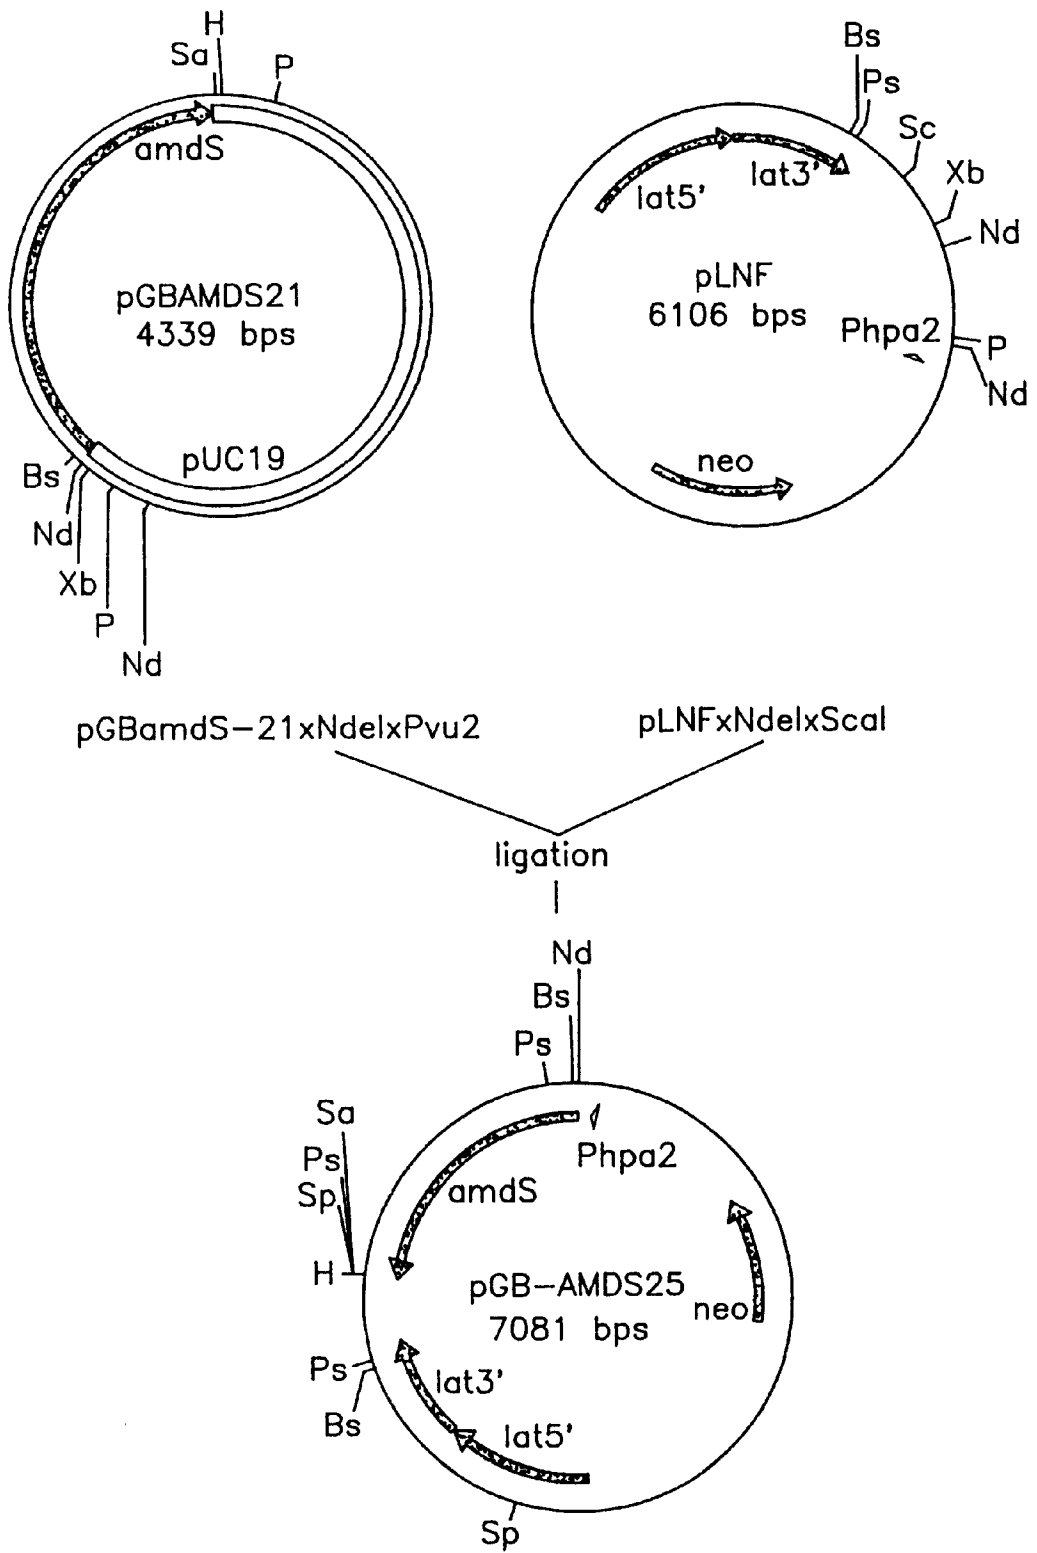 H
Sa
P
amdS
pGBAMDS21
4339 bps
pUC19
Bs
Nd
Xb
P
Nd
Bs
Ps
Sc
Xb
Nd
lat5'
lat3'
pLNF
6106 bps
Phpa2
P
Nd
neo
pGBamdS-21xNdeIxPvu2
pLNFxNdeIxScaI
ligation
Nd
Bs
Ps
Sa
Ps
Sp
H
Phpa2
amdS
pGB-AMDS25
7081 bps
neo
Ps
Bs
lat3'
lat5'
Sp